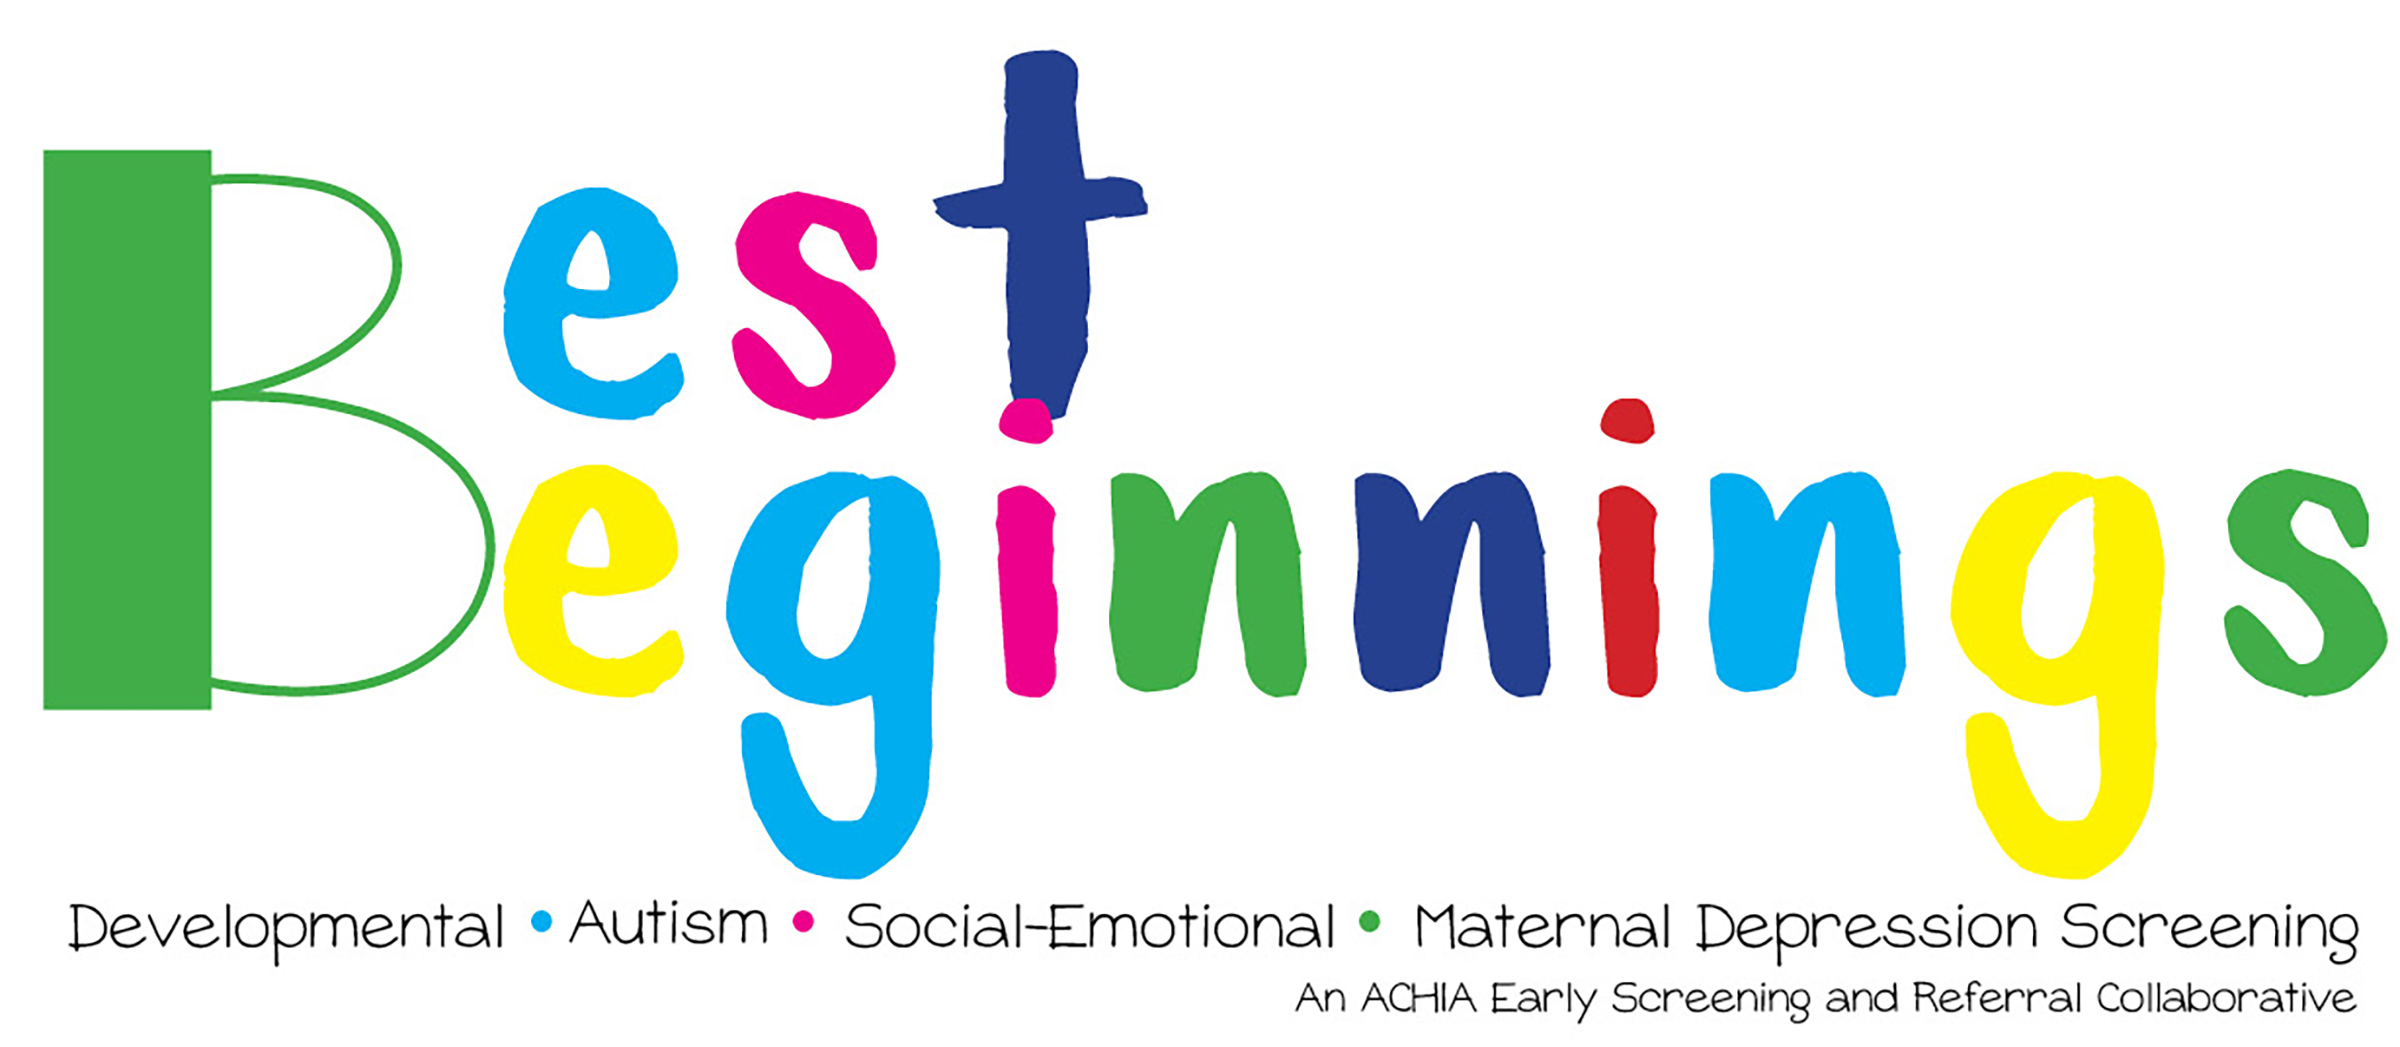 Best
Beginnings
Developmental • Autism • Social-Emotional • Maternal Depression Screening
An ACHIA Early Screening and Referral Collaborative